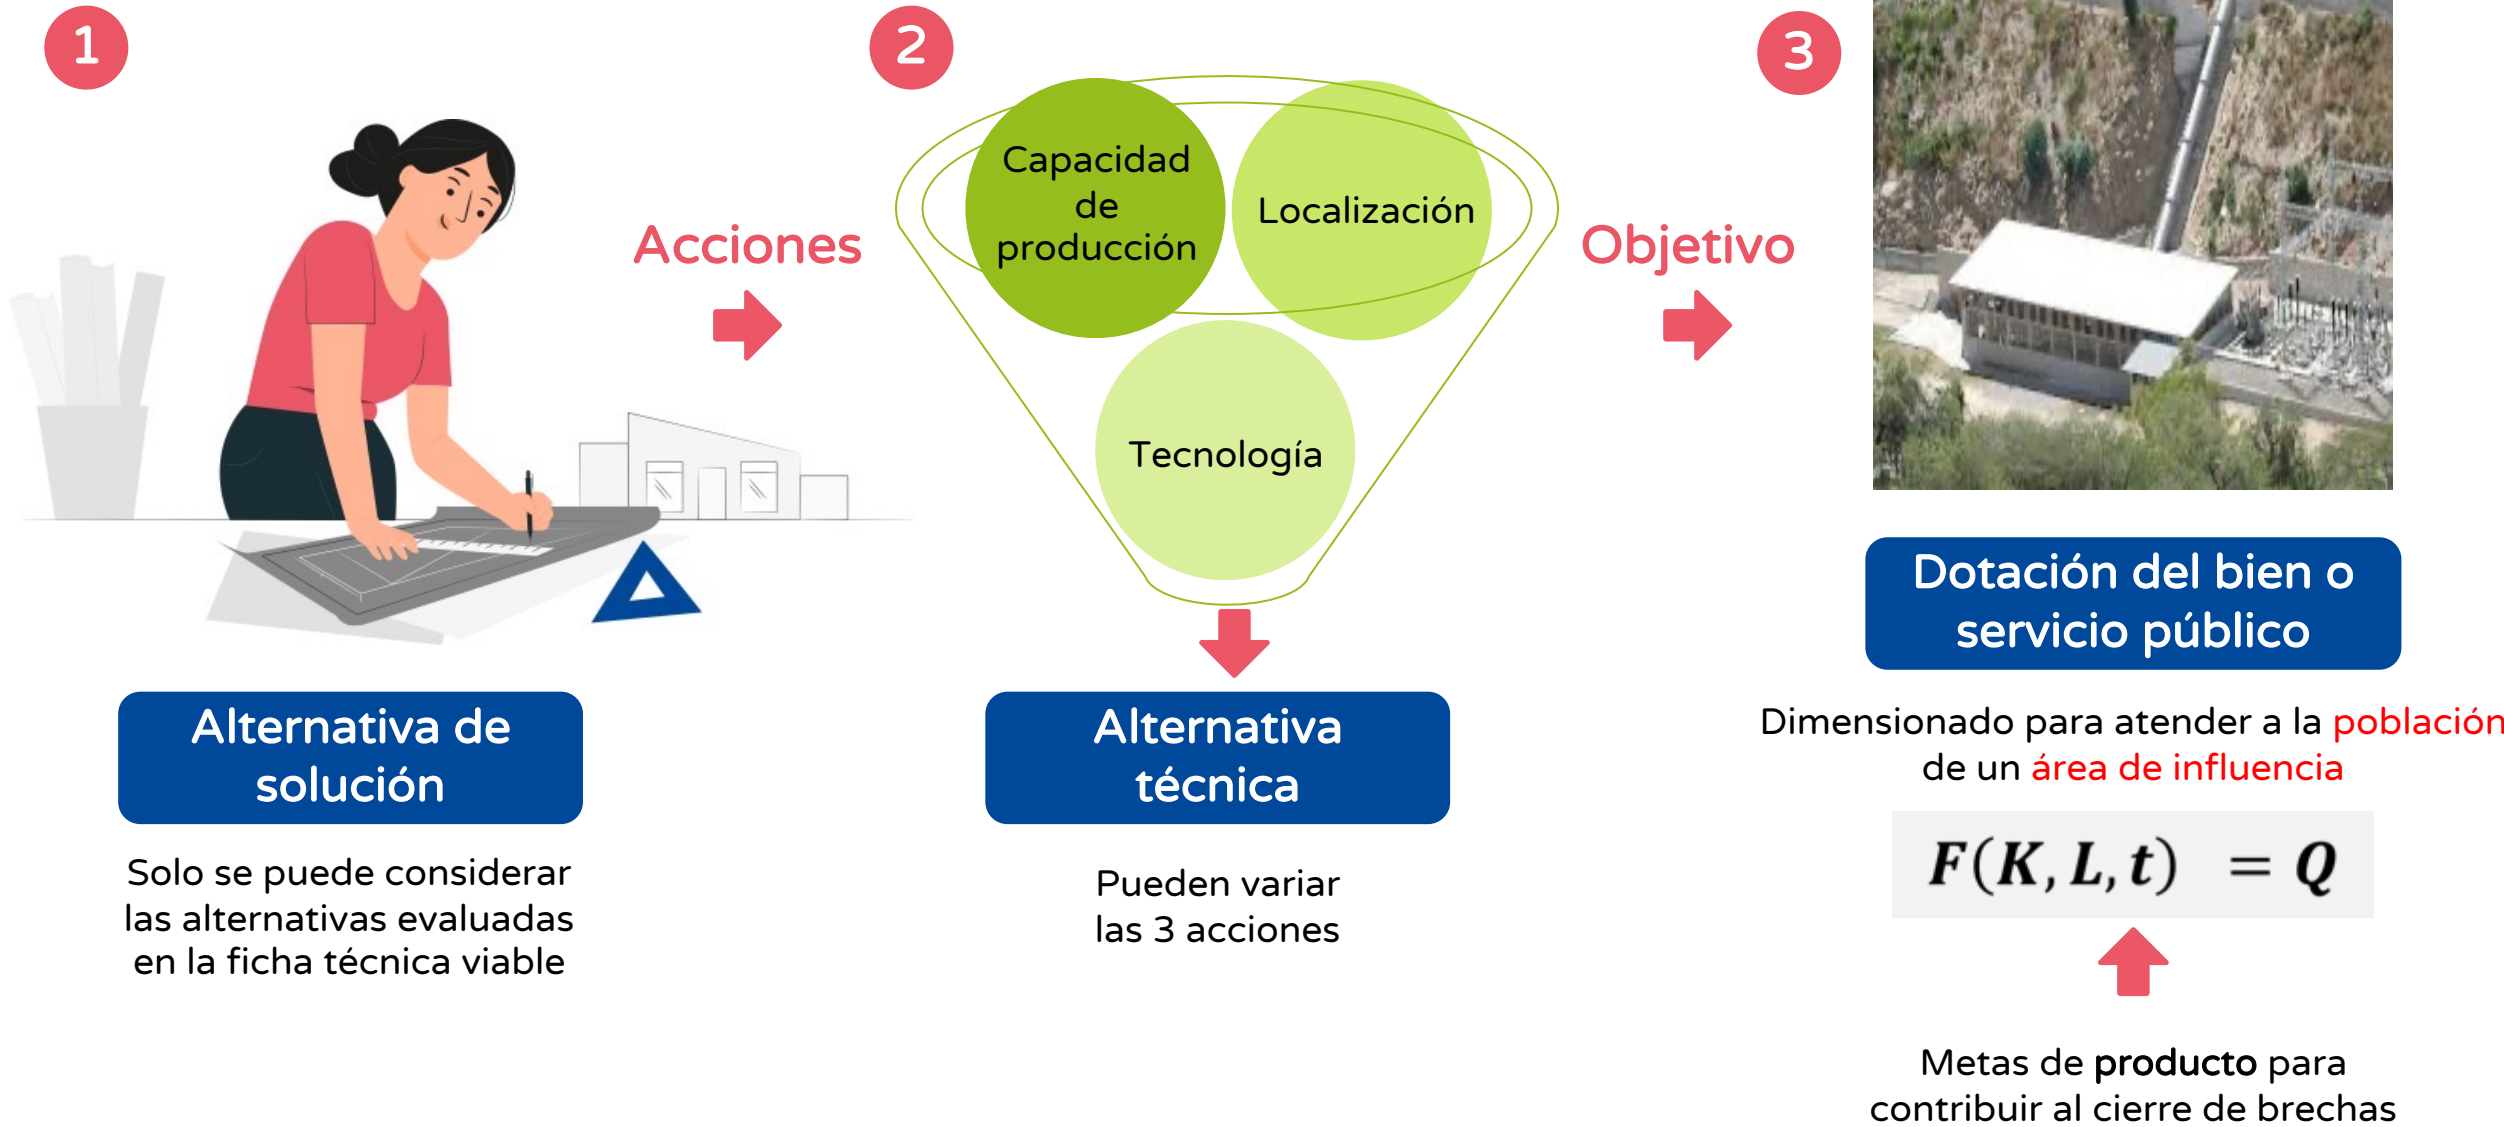 1
Acciones
Alternativa de
solución
Solo se puede considerar
las alternativas evaluadas
en la ficha técnica viable
2
Capacidad
de
producción
Localización
Tecnología
Objetivo
Alternativa
técnica
Pueden variar
las 3 acciones
3
Dotación del bien o
servicio público
Dimensionado para atender a la población
de un área de influencia
F(K, L, t) = Q
Metas de producto para
contribuir al cierre de brechas